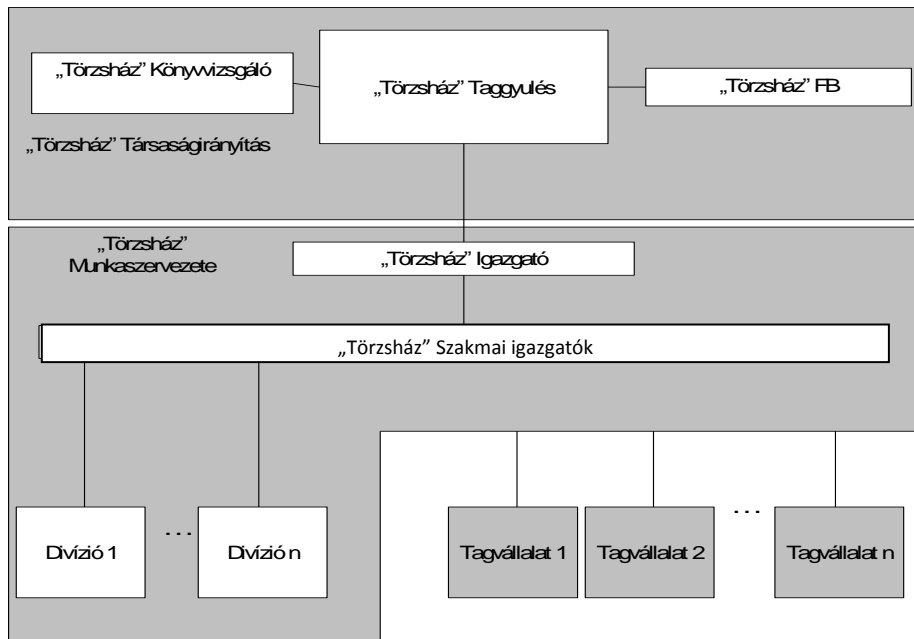 „Törzsház” Könyvvizsgáló
„Törzsház” Taggyulés
„Törzsház” FB
„Törzsház” Társaságirányítás
„Törzsház”
Munkaszervezete
„Törzsház” Igazgató
„Törzsház” Szakmai igazgatók
Divízió 1
...
Divízió n
Tagvállalat 1
Tagvállalat 2
...
Tagvállalat n